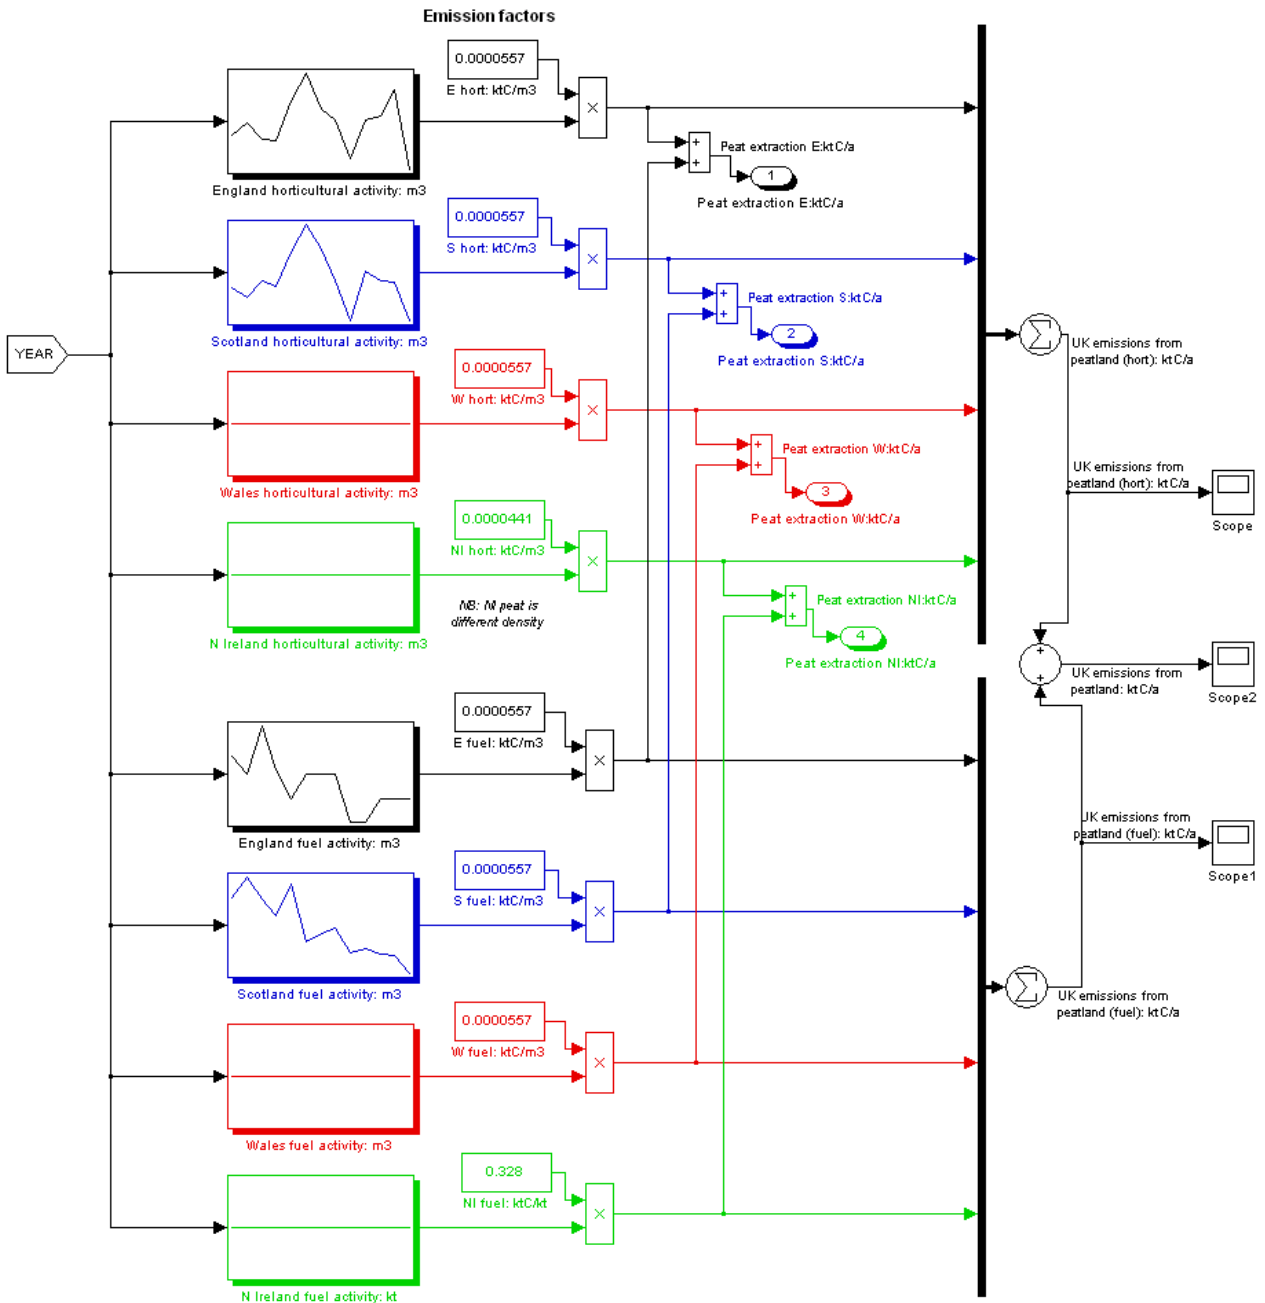 Emission factors
0.0000557
E hort: ktC/m3
×
England horticultural activity: m3
+
+
Peat extraction E:ktC/a
1
Peat extraction E:ktC/a
0.0000557
S hort: ktC/m3
×
Scotland horticultural activity: m3
+
+
Peat extraction S:ktC/a
2
Peat extraction S:ktC/a
YEAR
Σ
UK emissions from
peatland (hort): ktC/a
0.0000557
W hort: ktC/m3
×
Wales horticultural activity: m3
+
+
Peat extraction W:ktC/a
3
Peat extraction W:ktC/a
UK emissions from
peatland (hort): ktC/a
Scope
0.0000441
NI hort: ktC/m3
×
NB: NI peat is
different density
N Ireland horticultural activity: m3
+
+
Peat extraction NI:ktC/a
4
Peat extraction NI:ktC/a
+
+
UK emissions from
peatland: ktC/a
Scope2
0.0000557
E fuel: ktC/m3
×
England fuel activity: m3
UK emissions from
peatland (fuel): ktC/a
Scope1
0.0000557
S fuel: ktC/m3
×
Scotland fuel activity: m3
Σ
UK emissions from
peatland (fuel): ktC/a
0.0000557
W fuel: ktC/m3
×
Wales fuel activity: m3
0.328
NI fuel: ktC/kt
×
N Ireland fuel activity: kt